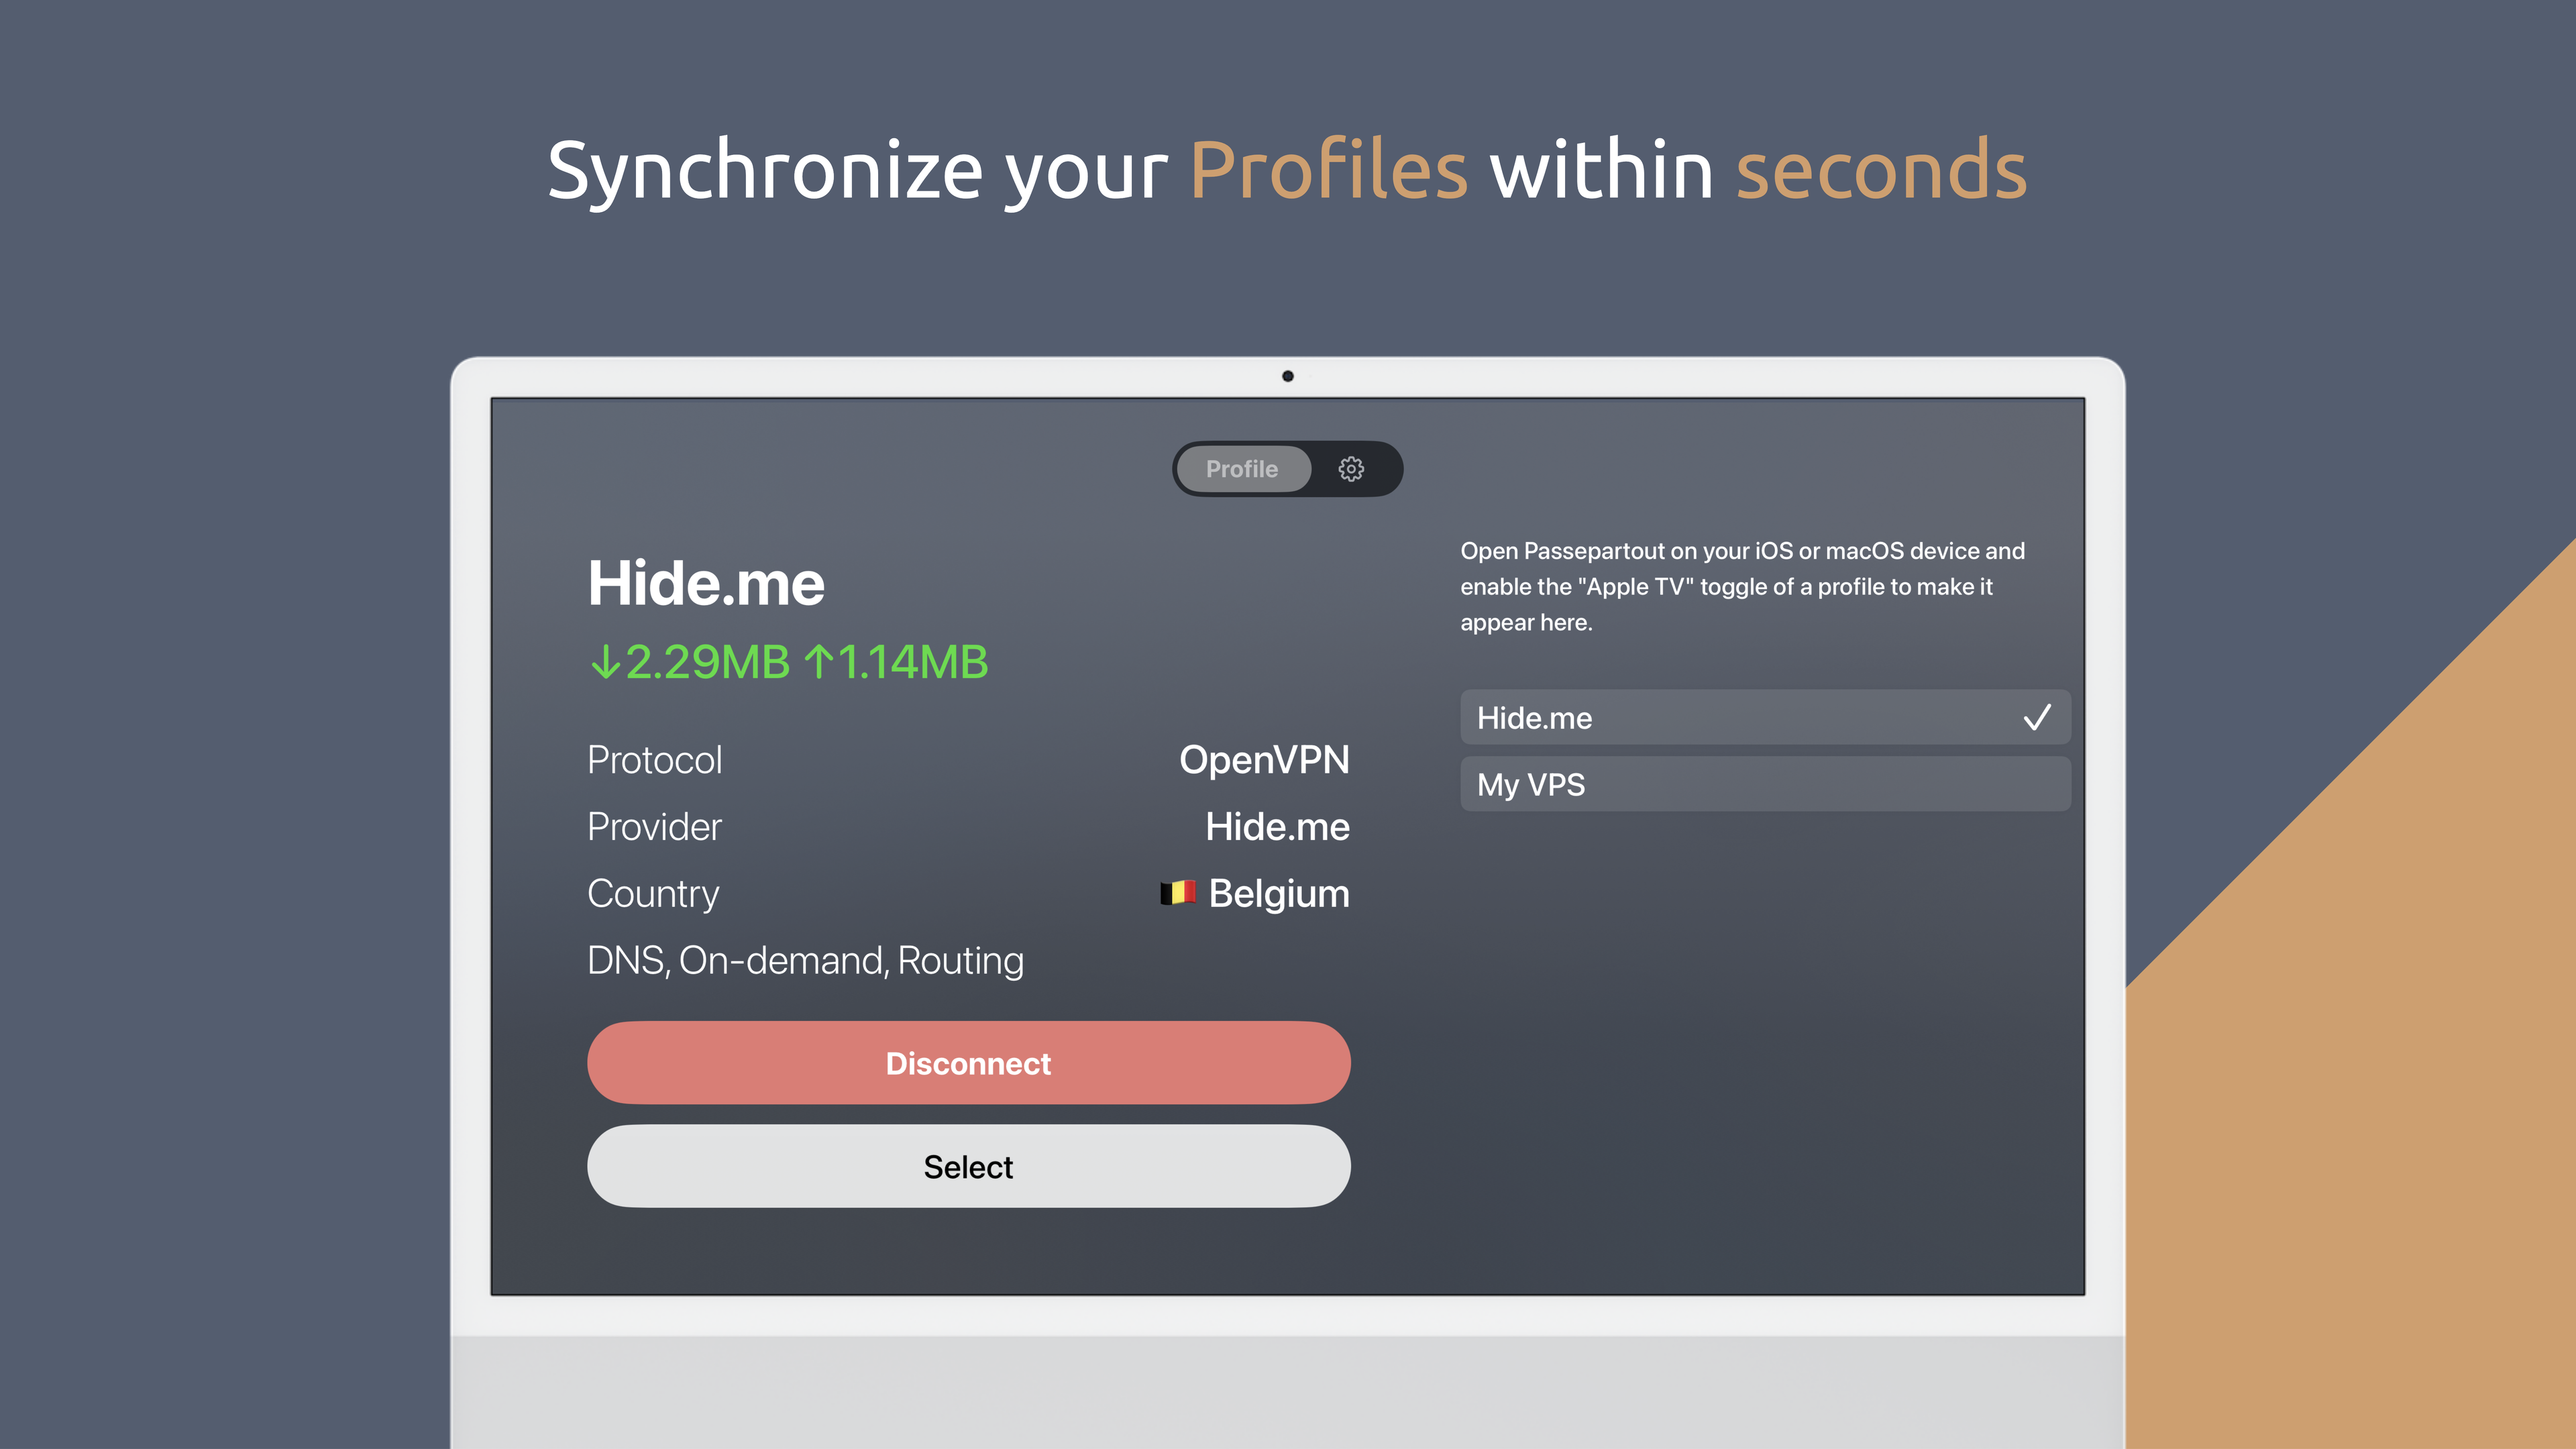 Synchronize your Profiles within seconds
Profile
Hide.me
↓2.29MB ↑1.14MB
Protocol OpenVPN
Provider Hide.me
Country 🇧🇪 Belgium
DNS, On-demand, Routing
Disconnect
Select
Open Passepartout on your iOS or macOS device and
enable the "Apple TV" toggle of a profile to make it
appear here.
Hide.me
My VPS